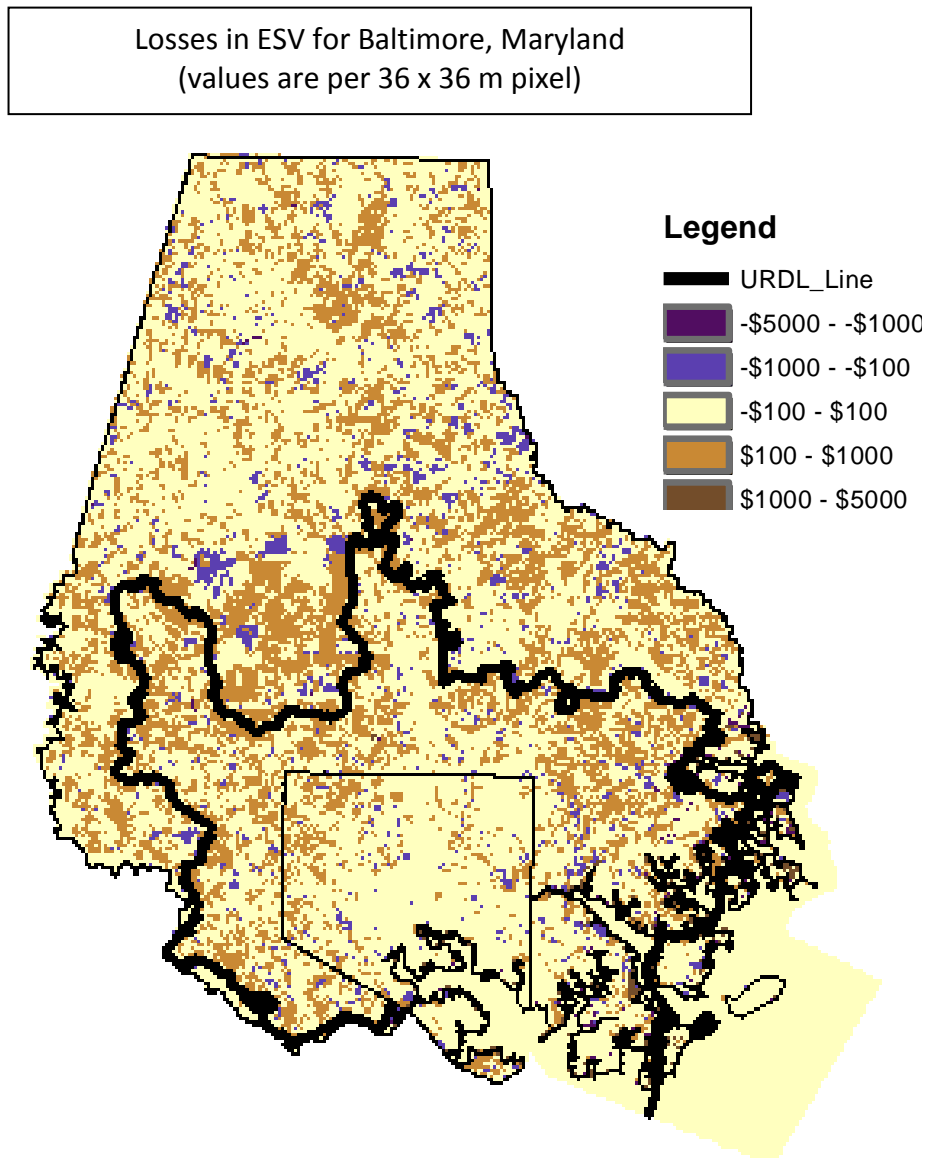 Losses in ESV for Baltimore, Maryland
(values are per 36 x 36 m pixel)
Legend
URDL_Line
-$5000 - -$1000
-$1000 - -$100
-$100 - $100
$100 - $1000
$1000 - $5000